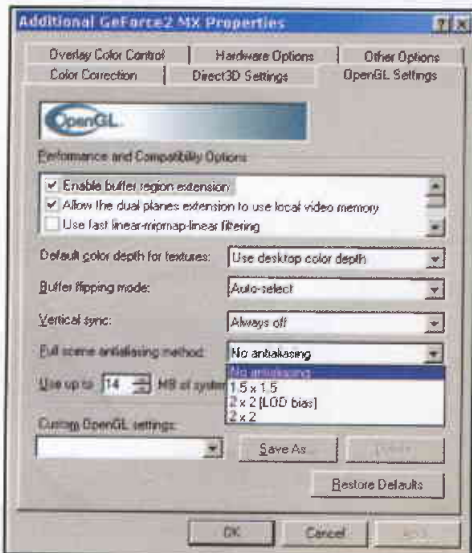 Additional GeForce2 MX Properties
Overlay Color Control
Hardware Options
Other Options
Color Correction
Direct3D Settings
OpenGL Settings
OpenGL
Performance and Compatibility Options
Enable buffer region extension
Allow the dual planes extension to use local video memory
Use fast linear-mipmap-linear filtering
Default color depth for textures:
Use desktop color depth
Buffer flipping mode:
Auto-select
Vertical sync:
Always off
Full scene antialiasing method:
No antialiasing
No antialiasing
1.5 x 1.5
2 x 2 [LOD bias]
2 x 2
Use up to 14 MB of system
Custom OpenGL settings:
Save As...
Restore Defaults
OK
Cancel